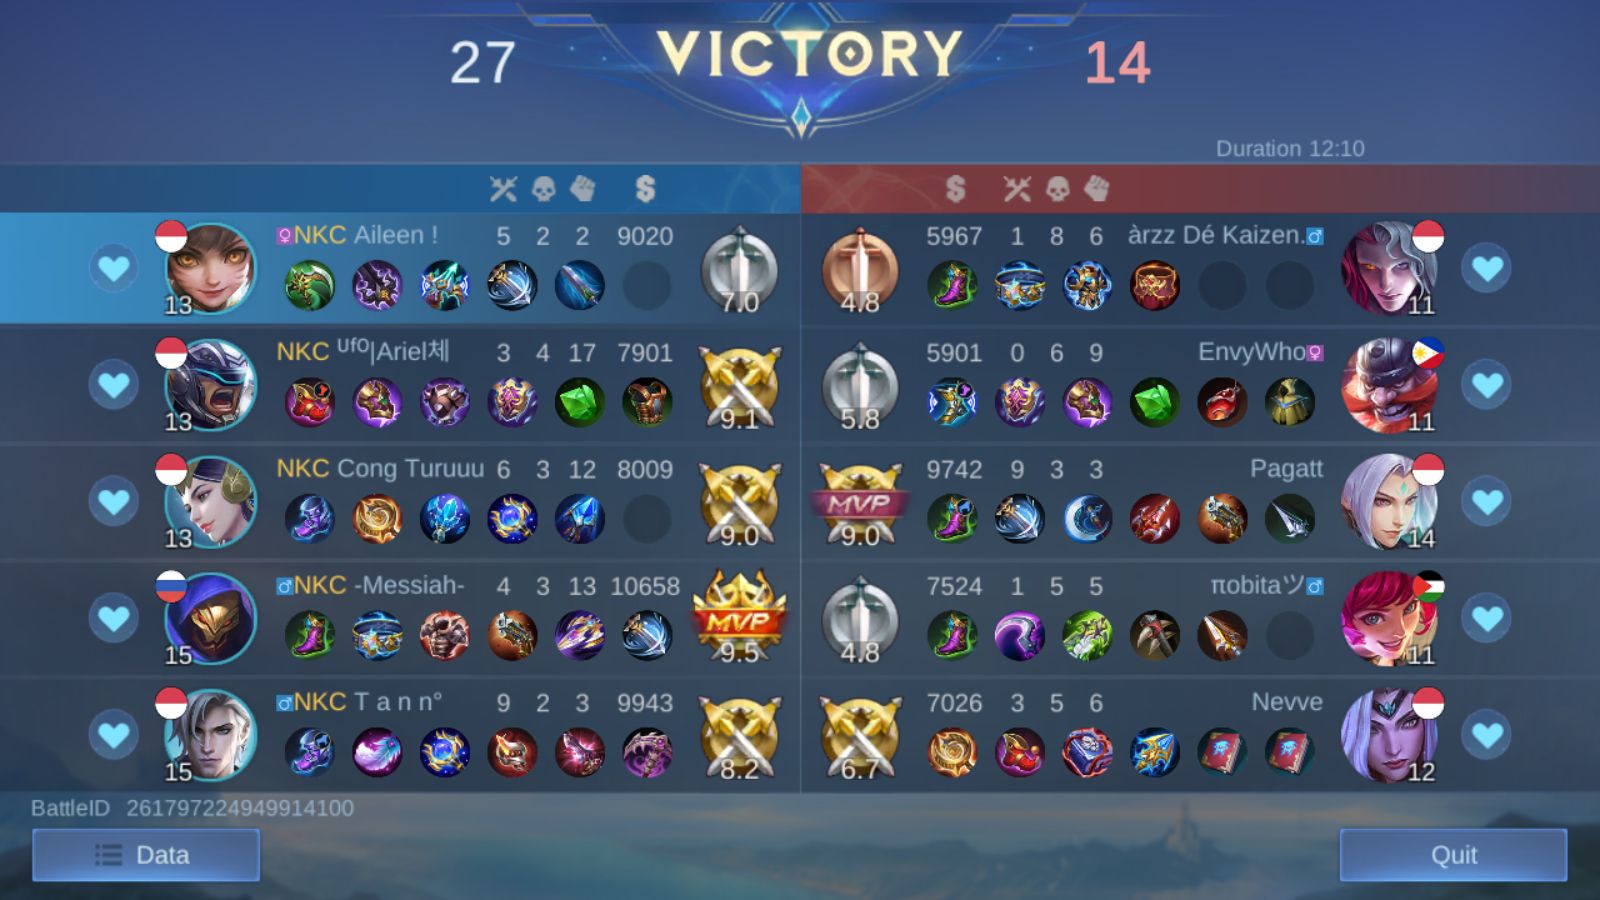 27 VICTORY 14
Duration 12:10
NKC Aileen ! 5 2 2 9020
13 7.0
5967 1 8 6 àrzz Dé Kaizen.
4.8 11
NKC ᵁᶠᴼ|Ariel체 3 4 17 7901
13 9.1
5901 0 6 9 EnvyWho
5.8 11
NKC Cong Turuuu 6 3 12 8009
13 9.0
9742 9 3 3 Pagatt
MVP
9.0 14
NKC -Messiah- 4 3 13 10658
MVP
15 9.5
7524 1 5 5 πobitaツ
4.8 11
NKC T a n n° 9 2 3 9943
15 8.2
7026 3 5 6 Nevve
6.7 12
BattleID 261797224949914100
Data
Quit